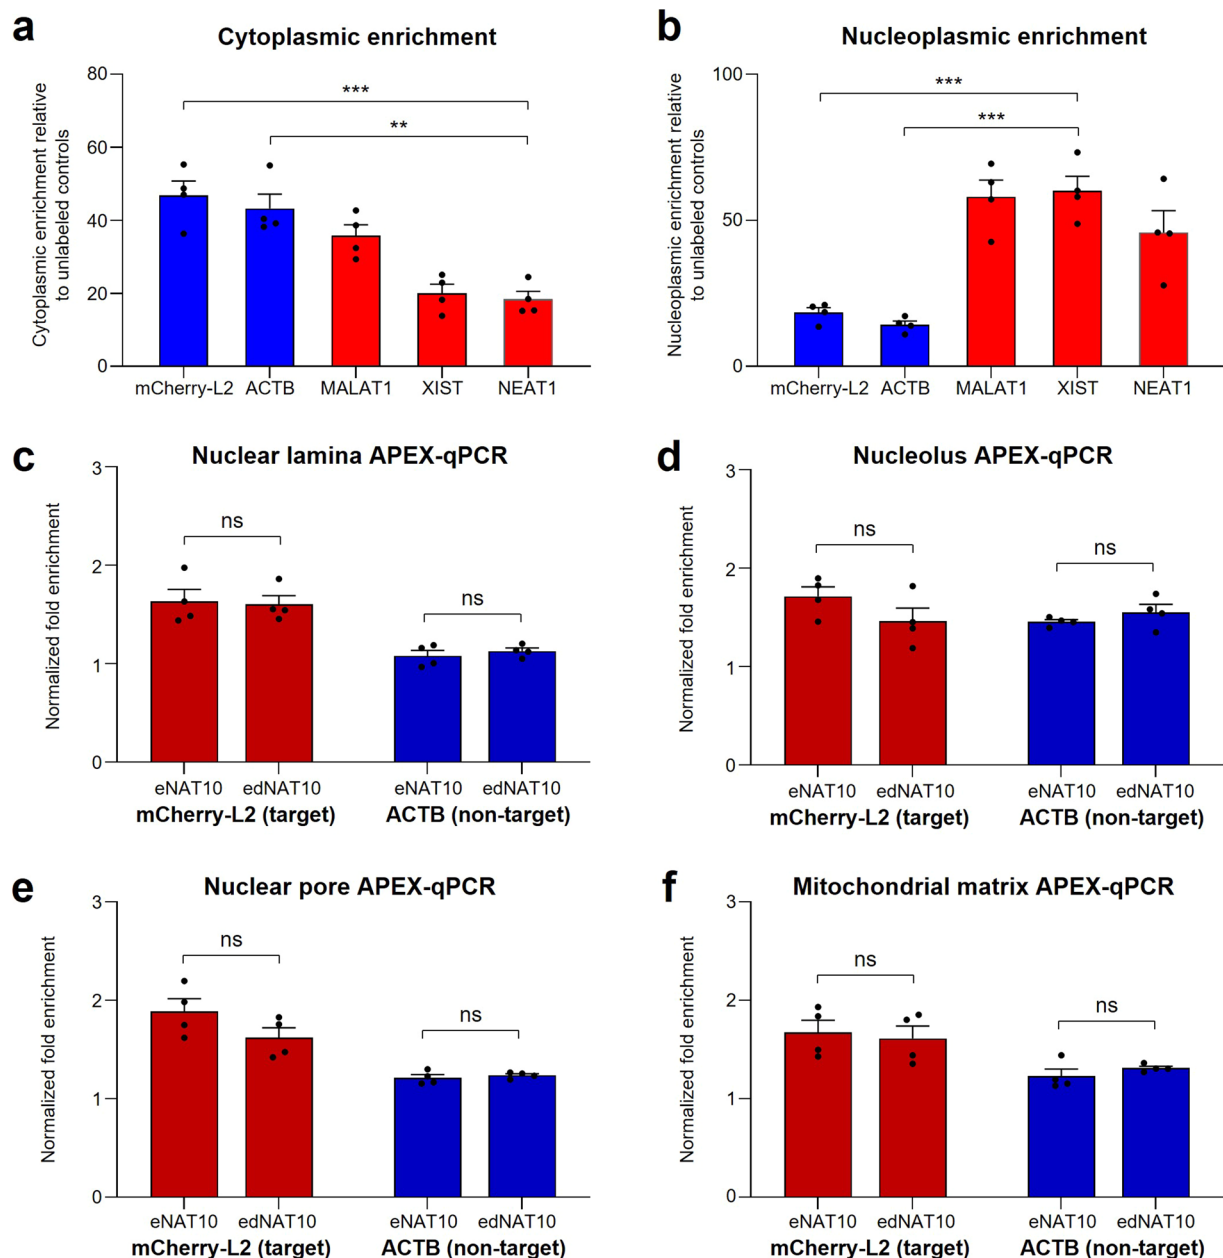 a
Cytoplasmic enrichment
Cytoplasmic enrichment relative
to unlabeled controls
80
60
40
20
0
***
**
mCherry-L2 ACTB MALAT1 XIST NEAT1
b
Nucleoplasmic enrichment
Nucleoplasmic enrichment relative
to unlabeled controls
100
50
0
***
***
mCherry-L2 ACTB MALAT1 XIST NEAT1
c
Nuclear lamina APEX-qPCR
Normalized fold enrichment
3
2
1
0
ns
ns
eNAT10 edNAT10 eNAT10 edNAT10
mCherry-L2 (target) ACTB (non-target)
d
Nucleolus APEX-qPCR
Normalized fold enrichment
3
2
1
0
ns
ns
eNAT10 edNAT10 eNAT10 edNAT10
mCherry-L2 (target) ACTB (non-target)
e
Nuclear pore APEX-qPCR
Normalized fold enrichment
3
2
1
0
ns
ns
eNAT10 edNAT10 eNAT10 edNAT10
mCherry-L2 (target) ACTB (non-target)
f
Mitochondrial matrix APEX-qPCR
Normalized fold enrichment
3
2
1
0
ns
ns
eNAT10 edNAT10 eNAT10 edNAT10
mCherry-L2 (target) ACTB (non-target)